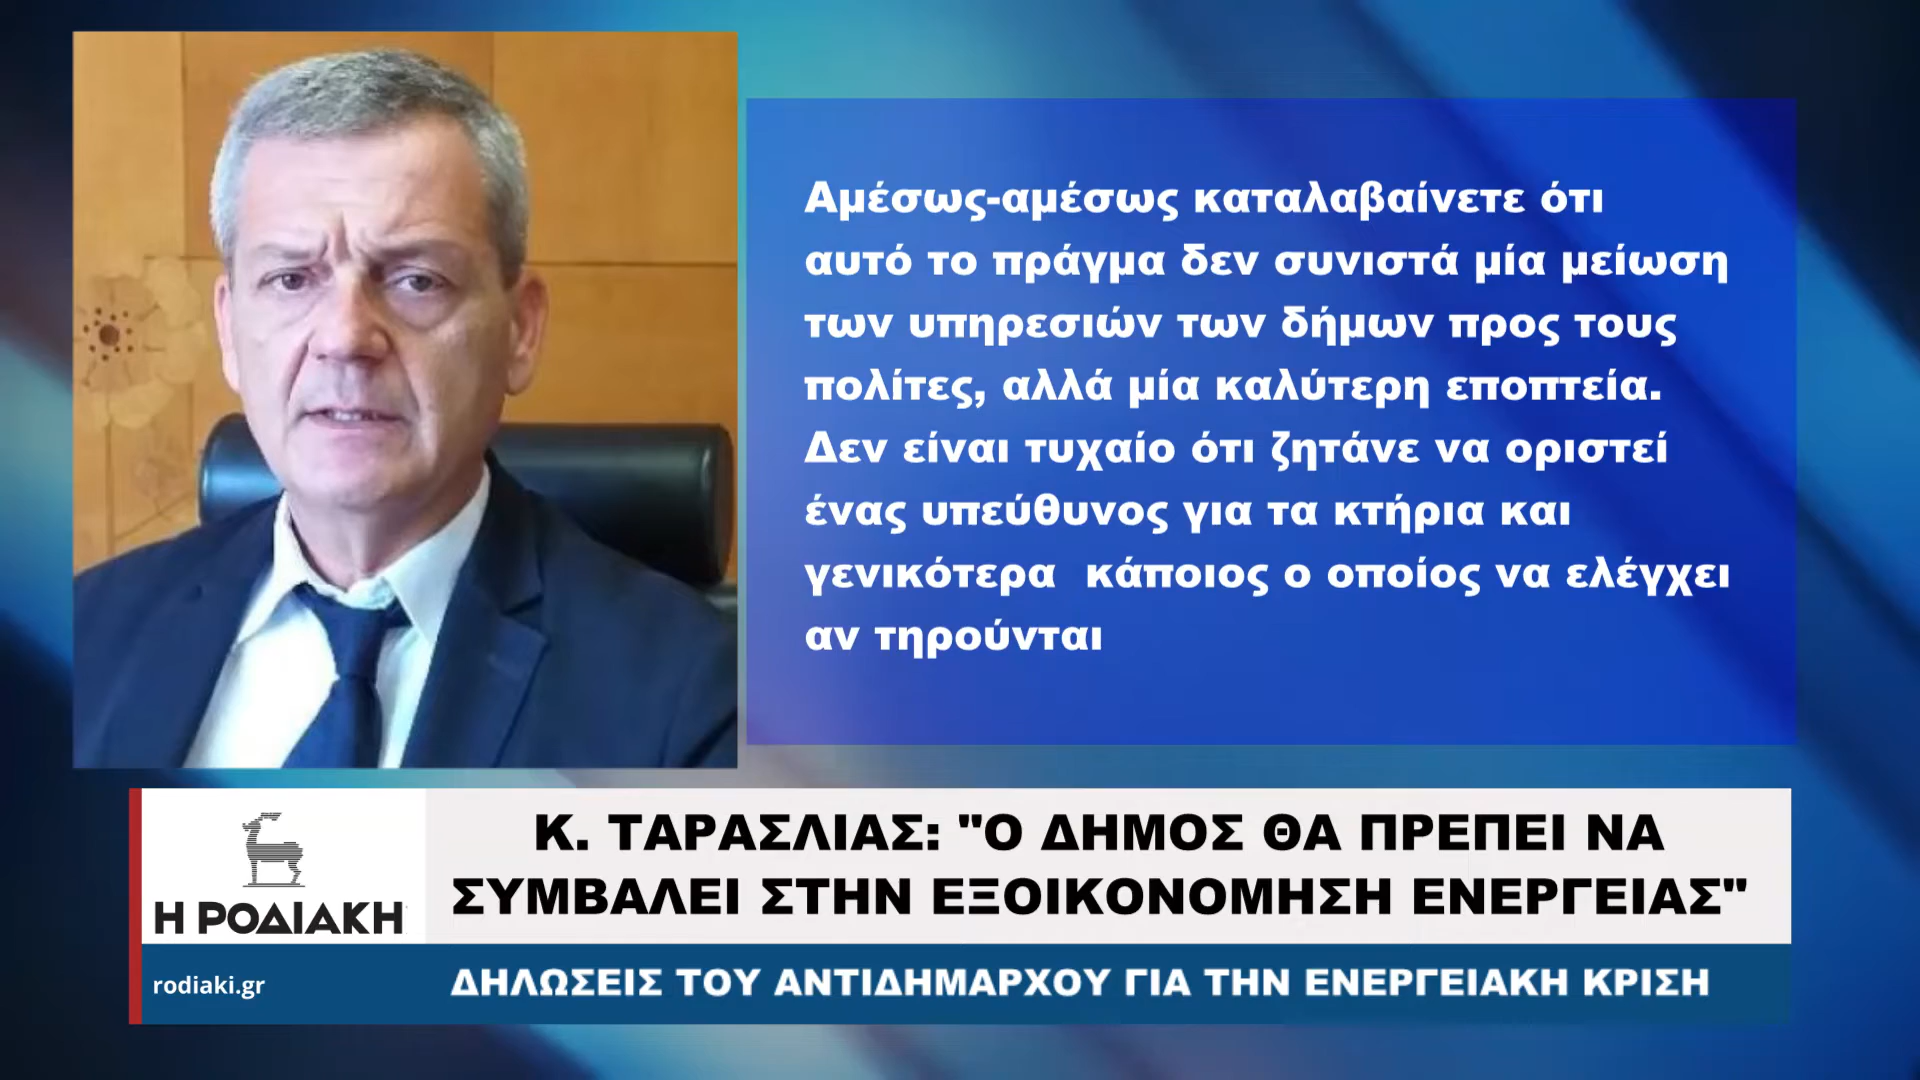 Αμέσως-αμέσως καταλαβαίνετε ότι
αυτό το πράγμα δεν συνιστά μία μείωση
των υπηρεσιών των δήμων προς τους
πολίτες, αλλά μία καλύτερη εποπτεία.
Δεν είναι τυχαίο ότι ζητάνε να οριστεί
ένας υπεύθυνος για τα κτήρια και
γενικότερα  κάποιος ο οποίος να ελέγχει
αν τηρούνται
Κ. ΤΑΡΑΣΛΙΑΣ: "Ο ΔΗΜΟΣ ΘΑ ΠΡΕΠΕΙ ΝΑ
ΣΥΜΒΑΛΕΙ ΣΤΗΝ ΕΞΟΙΚΟΝΟΜΗΣΗ ΕΝΕΡΓΕΙΑΣ"
Η ΡΟΔΙΑΚΗ
rodiaki.gr
ΔΗΛΩΣΕΙΣ ΤΟΥ ΑΝΤΙΔΗΜΑΡΧΟΥ ΓΙΑ ΤΗΝ ΕΝΕΡΓΕΙΑΚΗ ΚΡΙΣΗ